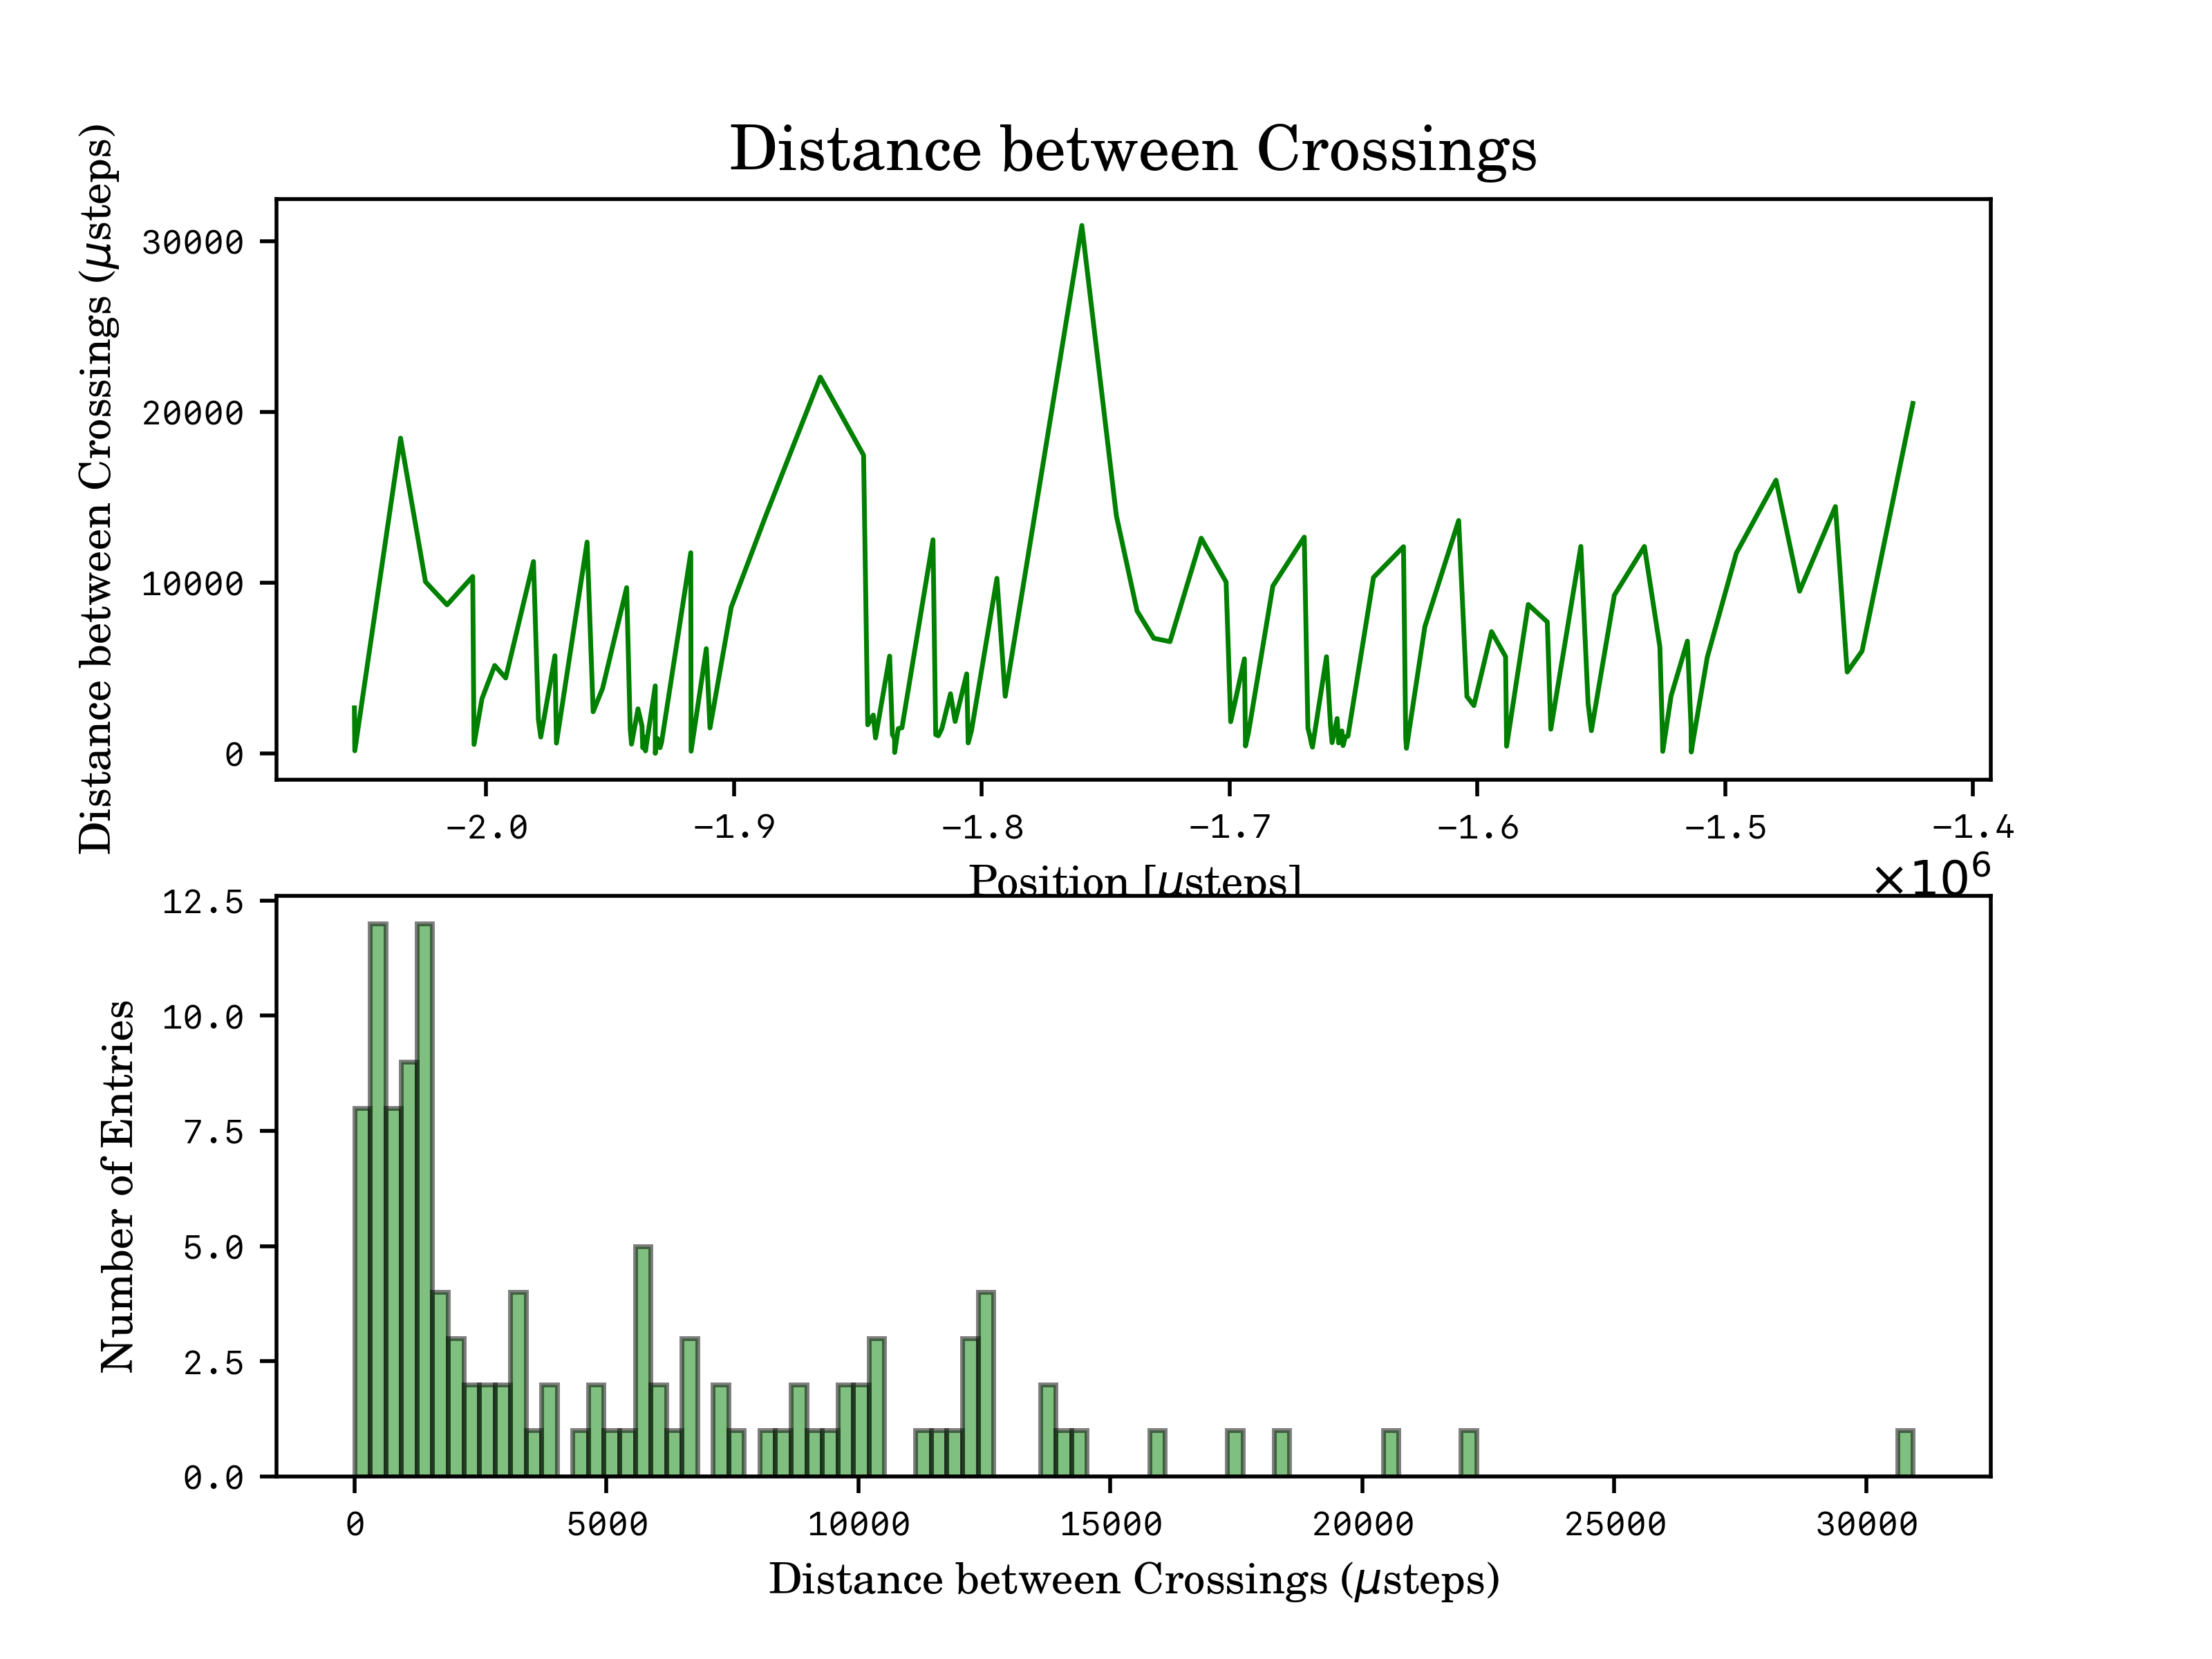 Distance between Crossings
Distance between Crossings (μsteps)
30000
20000
10000
0
−2.0 −1.9 −1.8 −1.7 −1.6 −1.5 −1.4
Position [μsteps]
×10⁶
Number of Entries
12.5
10.0
7.5
5.0
2.5
0.0
0 5000 10000 15000 20000 25000 30000
Distance between Crossings (μsteps)